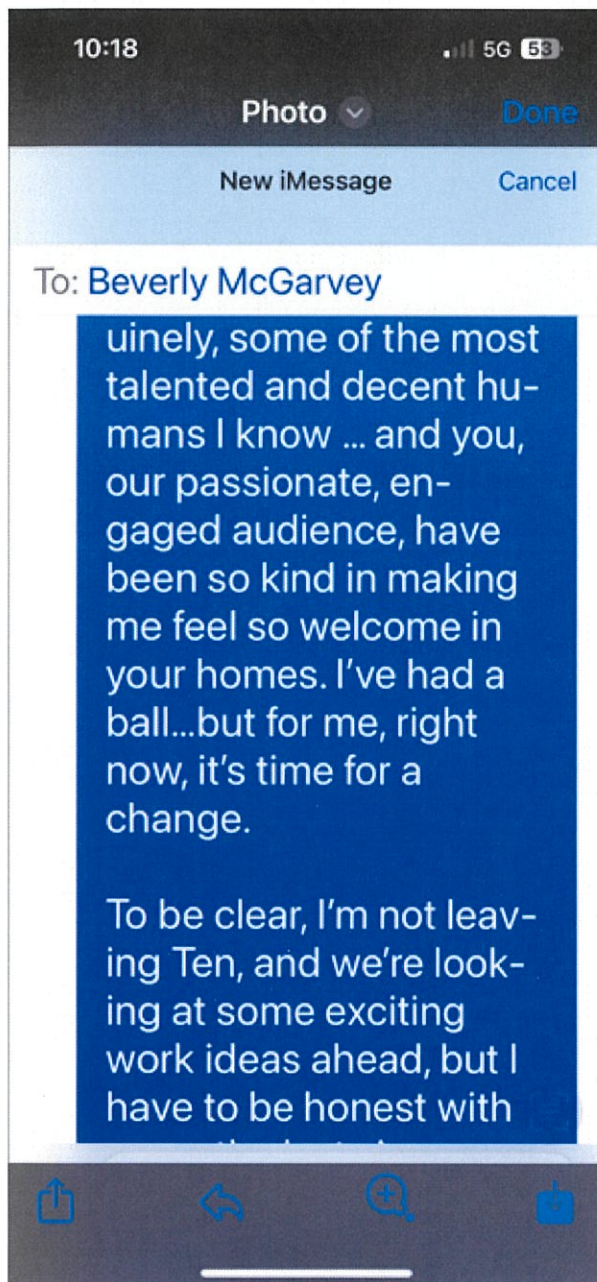 10:18 5G 53
Photo Done
New iMessage Cancel
To: Beverly McGarvey
uinely, some of the most
talented and decent hu-
mans I know ... and you,
our passionate, en-
gaged audience, have
been so kind in making
me feel so welcome in
your homes. I've had a
ball...but for me, right
now, it's time for a
change.
To be clear, I'm not leav-
ing Ten, and we're look-
ing at some exciting
work ideas ahead, but I
have to be honest with